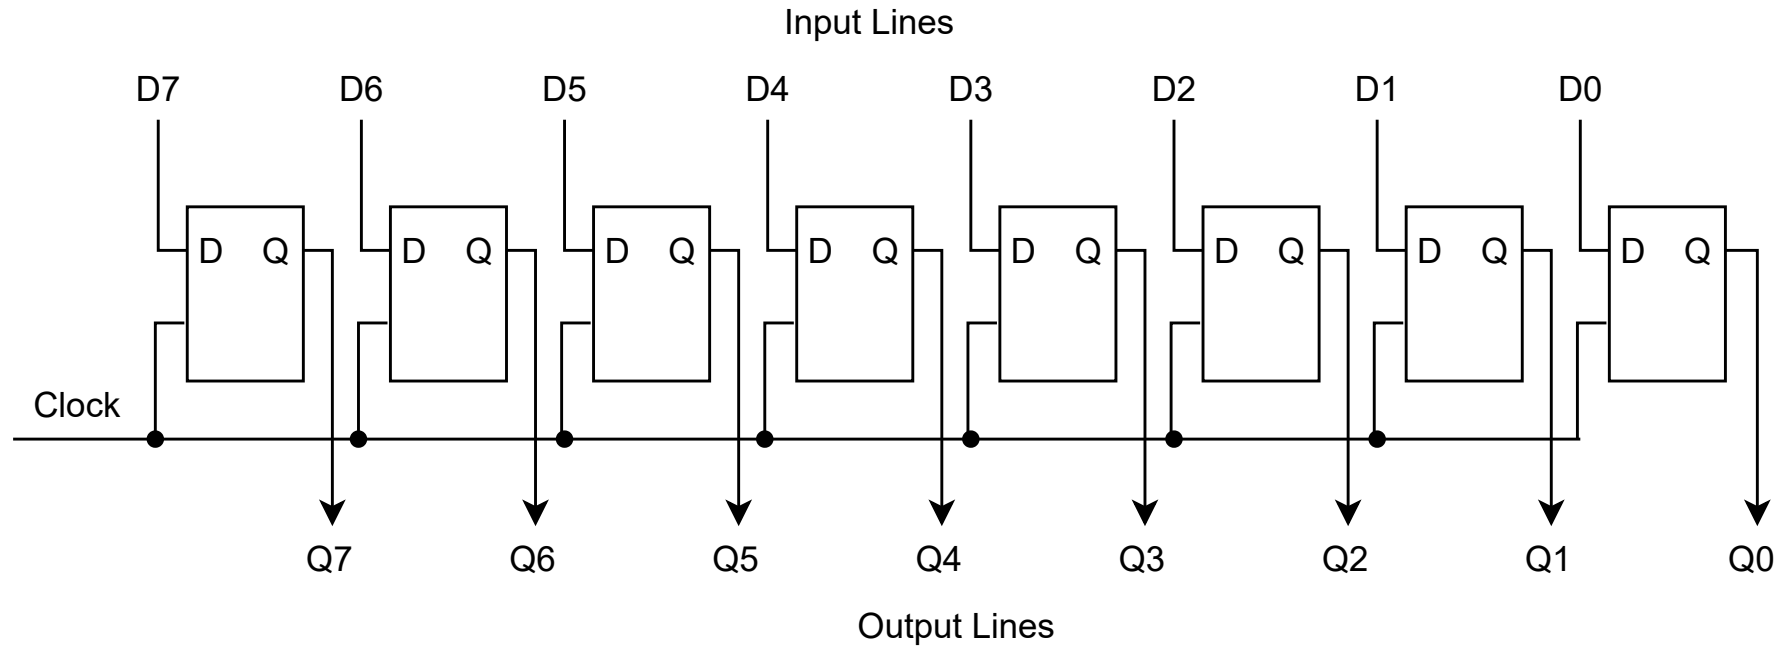 Input Lines
D7 D6 D5 D4 D3 D2 D1 D0
D Q D Q D Q D Q D Q D Q D Q D Q
Clock
Q7 Q6 Q5 Q4 Q3 Q2 Q1 Q0
Output Lines